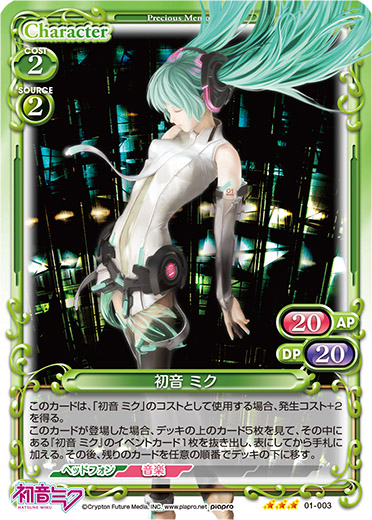 Precious Memo
Character
COST
2
SOURCE
2
01
20 AP
DP 20
初音 ミク
このカードは、「初音 ミク」のコストとして使用する場合、発生コスト+2
を得る。
このカードが登場した場合、デッキの上のカード5枚を見て、その中に
ある「初音 ミク」のイベントカード1枚を抜き出し、表にしてから手札に
加える。その後、残りのカードを任意の順番でデッキの下に移す。
ヘッドフォン 音楽
初音ミク
HATSUNE MIKU
©Crypton Future Media, INC. www.piapro.net piapro
★★★ 01-003